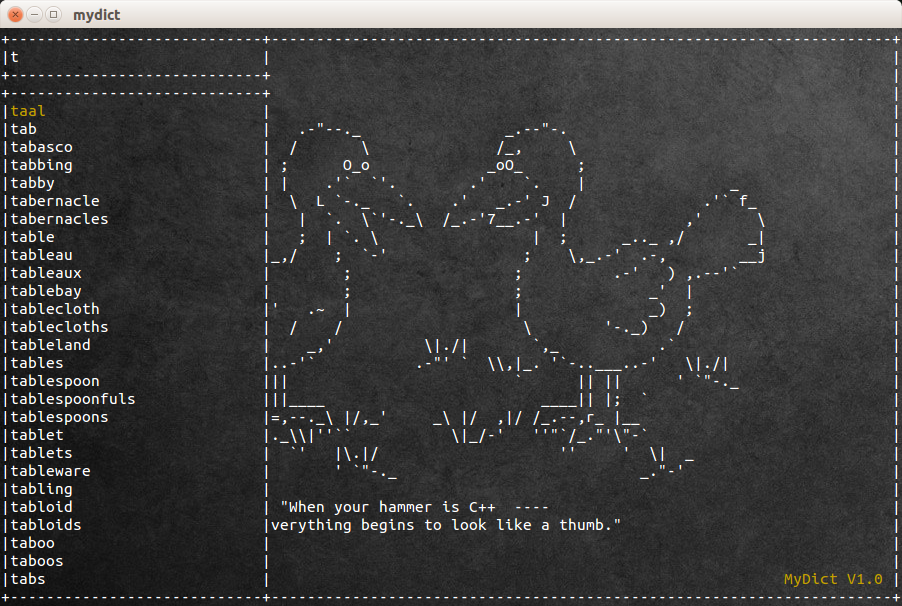 mydict
t
taal
tab
tabasco
tabbing
tabby
tabernacle
tabernacles
table
tableau
tableaux
tablebay
tablecloth
tablecloths
tableland
tables
tablespoon
tablespoonfuls
tablespoons
tablet
tablets
tableware
tabling
tabloid
tabloids
taboo
taboos
tabs
"When your hammer is C++ ----
verything begins to look like a thumb."
MyDict V1.0